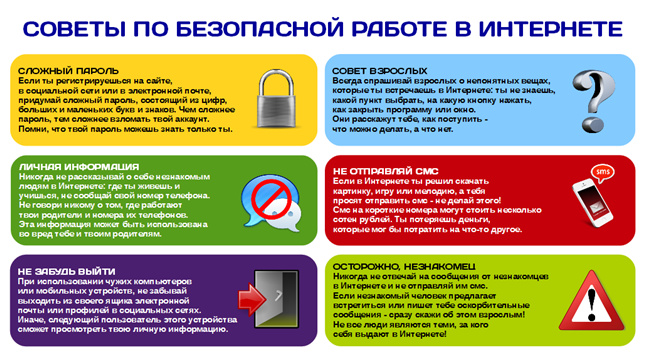 СОВЕТЫ ПО БЕЗОПАСНОЙ РАБОТЕ В ИНТЕРНЕТЕ
СЛОЖНЫЙ ПАРОЛЬ
Если ты регистрируешься на сайте,
в социальной сети или в электронной почте,
придумай сложный пароль, состоящий из цифр,
больших и маленьких букв и знаков. Чем сложнее
пароль, тем сложнее взломать твой аккаунт.
Помни, что твой пароль можешь знать только ты.
СОВЕТ ВЗРОСЛЫХ
Всегда спрашивай взрослых о непонятных вещах,
которые ты встречаешь в Интернете: ты не знаешь,
какой пункт выбрать, на какую кнопку нажать,
как закрыть программу или окно.
Они расскажут тебе, как поступить -
что можно делать, а что нет.
ЛИЧНАЯ ИНФОРМАЦИЯ
Никогда не рассказывай о себе незнакомым
людям в Интернете: где ты живешь и
учишься, не сообщай свой номер телефона.
Не говори никому о том, где работают
твои родители и номера их телефонов.
Эта информация может быть использована
во вред тебе и твоим родителям.
НЕ ОТПРАВЛЯЙ СМС
Если в Интернете ты решил скачать
картинку, игру или мелодию, а тебя
просят отправить смс - не делай этого!
Смс на короткие номера могут стоить несколько
сотен рублей. Ты потеряешь деньги,
которые мог бы потратить на что-то другое.
sms
НЕ ЗАБУДЬ ВЫЙТИ
При использовании чужих компьютеров
или мобильных устройств, не забывай
выходить из своего ящика электронной
почты или профилей в социальных сетях.
Иначе, следующий пользователь этого устройства
сможет просмотреть твою личную информацию.
ОСТОРОЖНО, НЕЗНАКОМЕЦ
Никогда не отвечай на сообщения от незнакомцев
в Интернете и не отправляй им смс.
Если незнакомый человек предлагает
встретиться или пишет тебе оскорбительные
сообщения - сразу скажи об этом взрослым!
Не все люди являются теми, за кого
себя выдают в Интернете!